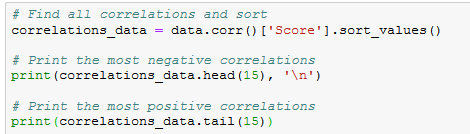 # Find all correlations and sort
correlations_data = data.corr()['Score'].sort_values()
# Print the most negative correlations
print(correlations_data.head(15), '\n')
# Print the most positive correlations
print(correlations_data.tail(15))